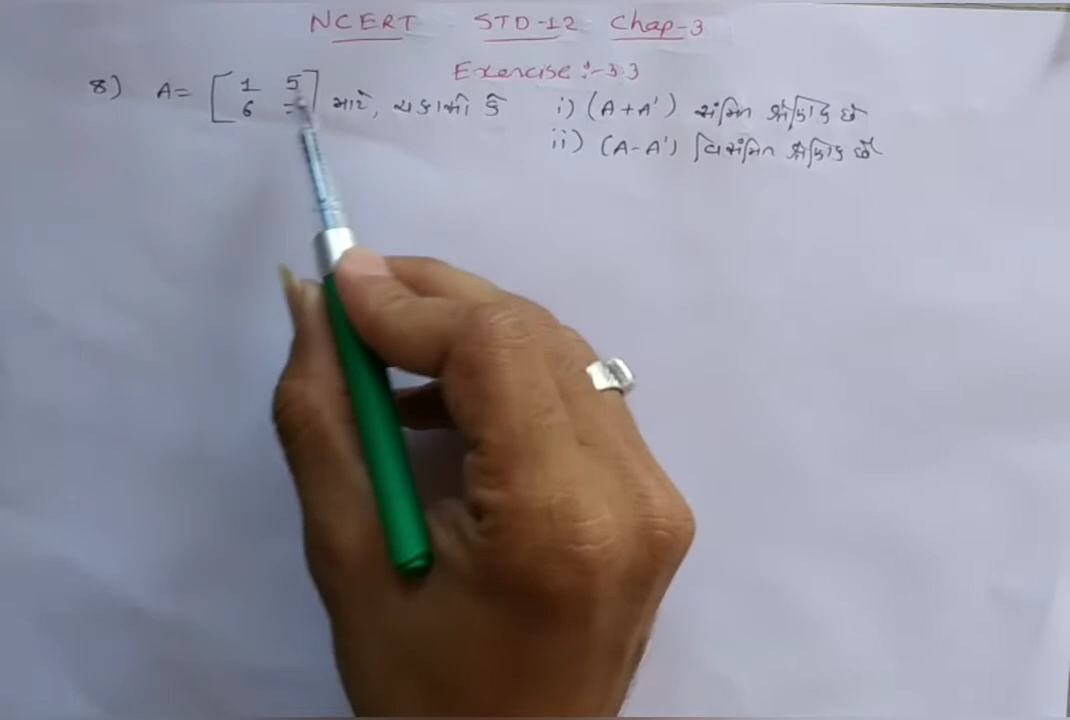 NCERT STD-12 Chap-3
Exercise :- 3.3
8) A = [ 1 5 માટે, ચકાસો કે i) (A+A') સંમિત શ્રેણિક છે
6 ii) (A-A') વિસંમિત શ્રેણિક છે